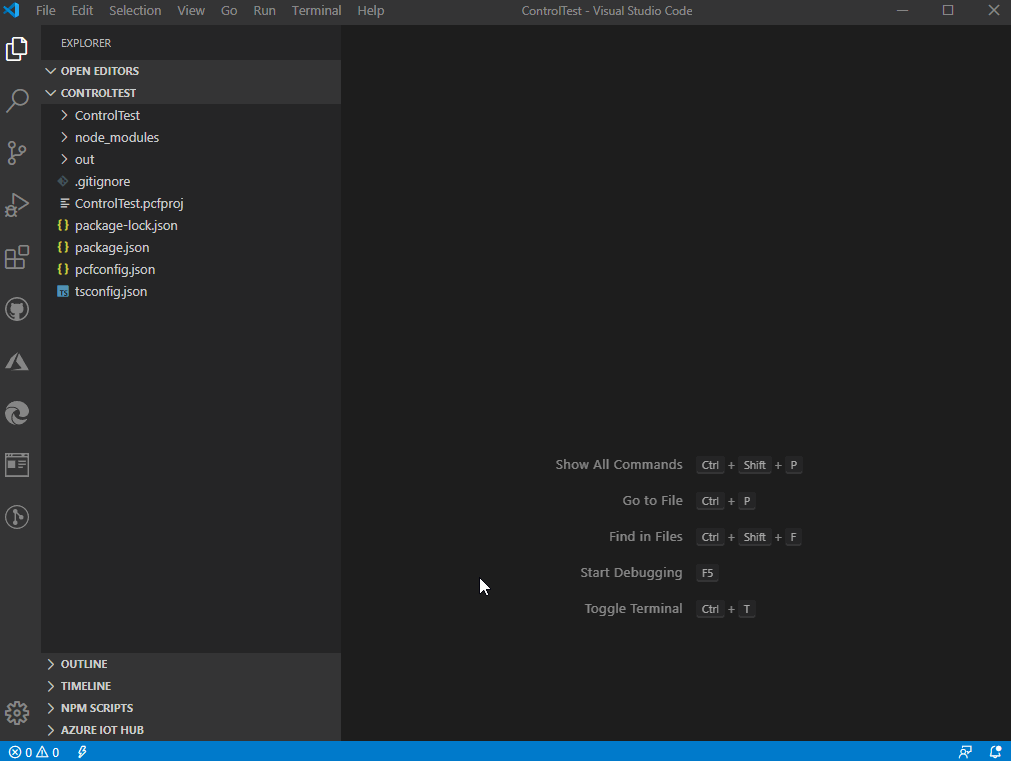 File Edit Selection View Go Run Terminal Help ControlTest - Visual Studio Code
EXPLORER
OPEN EDITORS
CONTROLTEST
ControlTest
node_modules
out
.gitignore
ControlTest.pcfproj
{} package-lock.json
{} package.json
{} pcfconfig.json
TS tsconfig.json
Show All Commands Ctrl + Shift + P
Go to File Ctrl + P
Find in Files Ctrl + Shift + F
Start Debugging F5
Toggle Terminal Ctrl + T
OUTLINE
TIMELINE
NPM SCRIPTS
AZURE IOT HUB
0 0